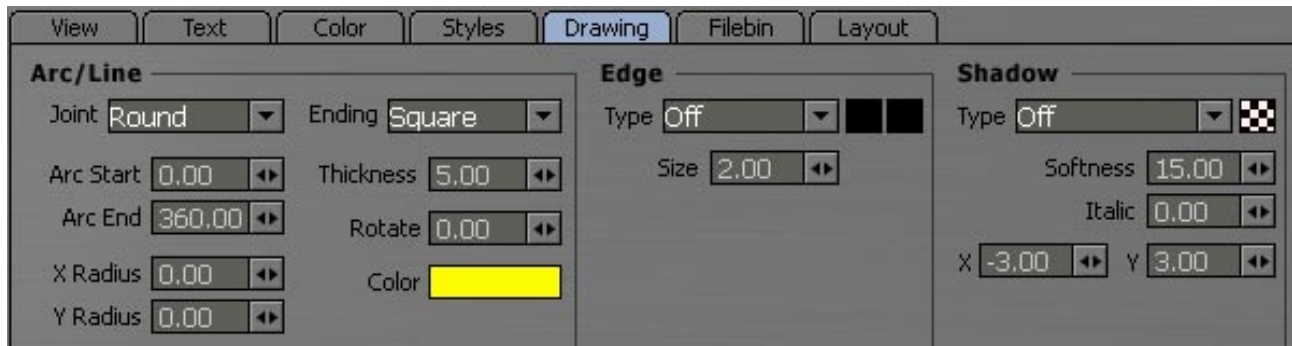 View Text Color Styles Drawing Filebin Layout
Arc/Line Edge Shadow
Joint Round Ending Square Type Off Type Off
Arc Start 0.00 Thickness 5.00 Size 2.00 Softness 15.00
Arc End 360.00 Rotate 0.00 Italic 0.00
X Radius 0.00 Color X -3.00 Y 3.00
Y Radius 0.00